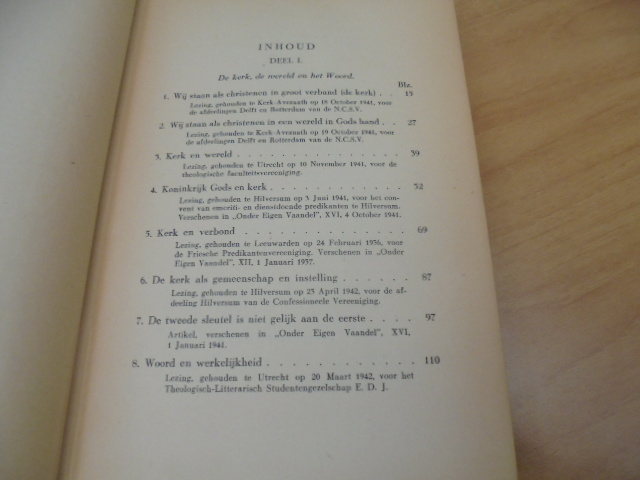 INHOUD
DEEL I.
De kerk, de wereld en het Woord.
Blz.
1. Wij staan als christenen in groot verband (de kerk) . . 15
Lezing, gehouden te Kerk-Avezaath op 19 October 1941, voor
de afdeelingen Delft en Rotterdam van de N.C.S.V.
2. Wij staan als christenen in een wereld in Gods hand . 27
Lezing, gehouden te Kerk-Avezaath op 19 October 1941, voor
de afdeelingen Delft en Rotterdam van de N.C.S.V.
3. Kerk en wereld . . . . . . . . . . . . 39
Lezing, gehouden te Utrecht op 10 November 1941, voor de
theologische faculteitsvereeniging.
4. Koninkrijk Gods en kerk . . . . . . . . . 52
Lezing, gehouden te Hilversum op 5 Juni 1941, voor het con-
vent van emeriti- en dienstdoende predikanten te Hilversum.
Verschenen in „Onder Eigen Vaandel", XVI, 4 October 1941.
5. Kerk en verbond . . . . . . . . . . . . 69
Lezing, gehouden te Leeuwarden op 24 Februari 1936, voor
de Friesche Predikantenvereeniging. Verschenen in „Onder
Eigen Vaandel", XII, 1 Januari 1937.
6. De kerk als gemeenschap en instelling . . . . . 87
Lezing, gehouden te Hilversum op 23 April 1942, voor de af-
deeling Hilversum van de Confessioneele Vereeniging.
7. De tweede sleutel is niet gelijk aan de eerste . . . . 97
Artikel, verschenen in „Onder Eigen Vaandel", XVI,
1 Januari 1941.
8. Woord en werkelijkheid . . . . . . . . . . 110
Lezing, gehouden te Utrecht op 20 Maart 1942, voor het
Theologisch-Litterarisch Studentengezelschap E. D. J.